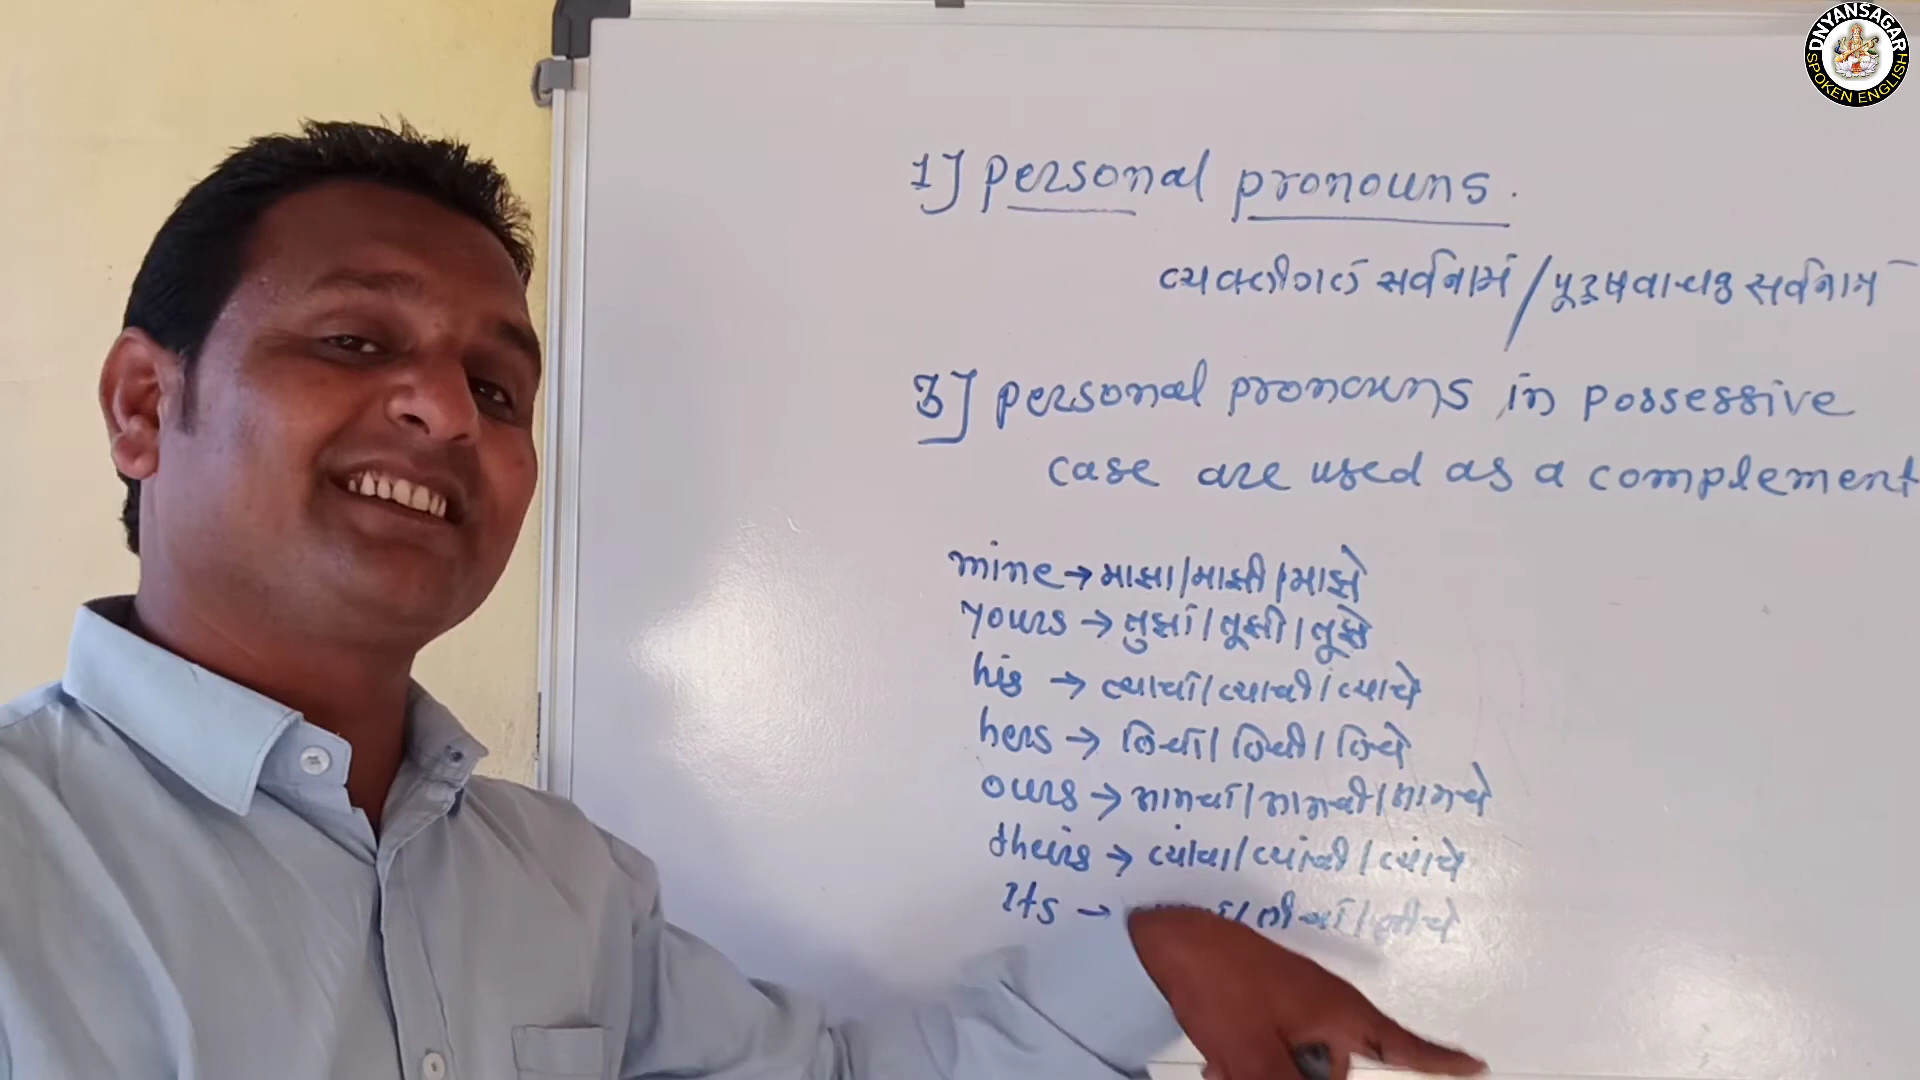 DNYANSAGAR
SPOKEN ENGLISH
1] personal pronouns.
व्यक्तीगत सर्वनामं / पूरुषवाचक सर्वनामं
3] personal pronouns in possessive
case are used as a complement
mine → माझा/माझी/माझे
yours → तुझा/तूझी/तूझे
his → त्याचा/त्याची/त्याचे
hers → तिचा/तिची/तिचे
ours → आमचा/आमची/आमचे
theirs → त्यांचा/त्यांची/त्यांचे
Its →